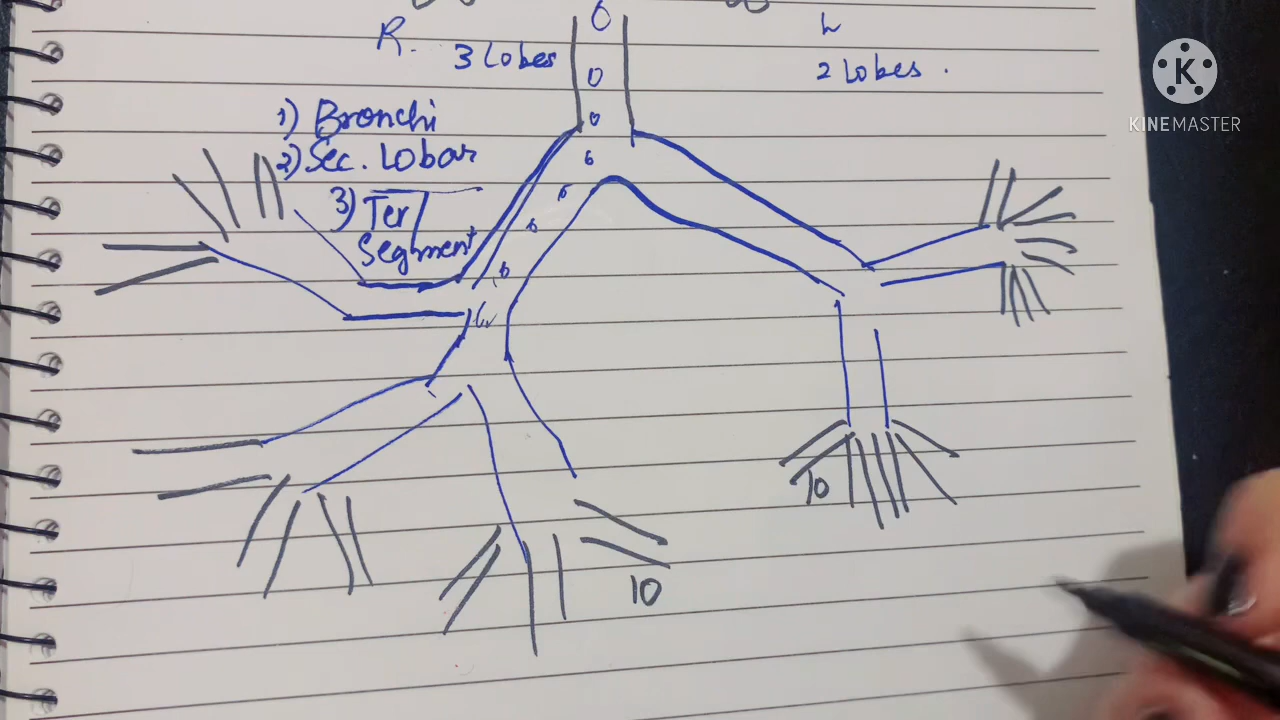 R.
L
3 Lobes
2 Lobes .
1) Bronchi
2) Sec. Lobar
3) Ter/
Segment
10
10
K
KINEMASTER